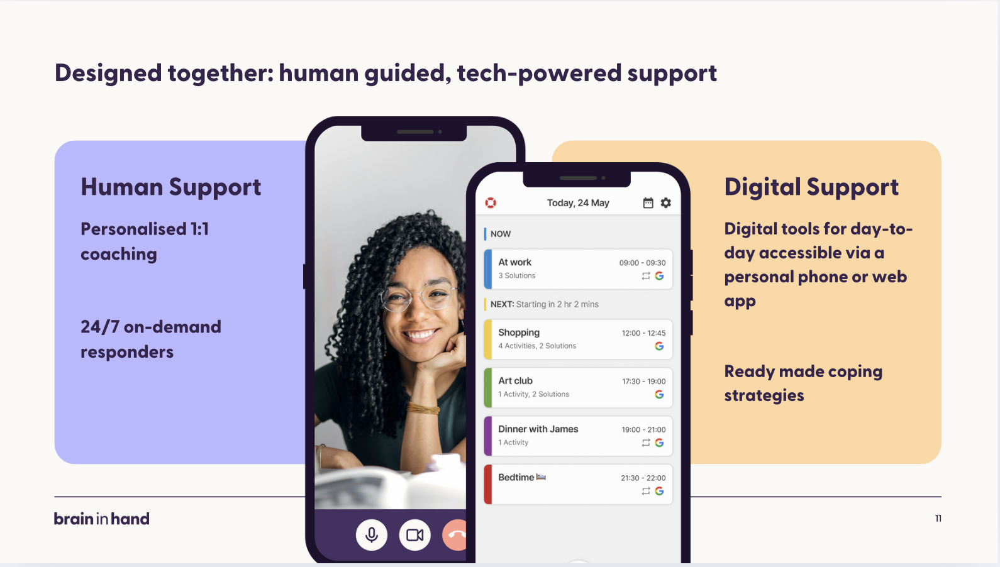 Designed together: human guided, tech-powered support
Human Support
Personalised 1:1
coaching
24/7 on-demand
responders
Today, 24 May
NOW
At work 09:00 - 09:30
3 Solutions
NEXT: Starting in 2 hr 2 mins
Shopping 12:00 - 12:45
4 Activities, 2 Solutions
Art club 17:30 - 19:00
1 Activity, 2 Solutions
Dinner with James 19:00 - 21:00
1 Activity
Bedtime 21:30 - 22:00
Digital Support
Digital tools for day-to-
day accessible via a
personal phone or web
app
Ready made coping
strategies
brain in hand
11